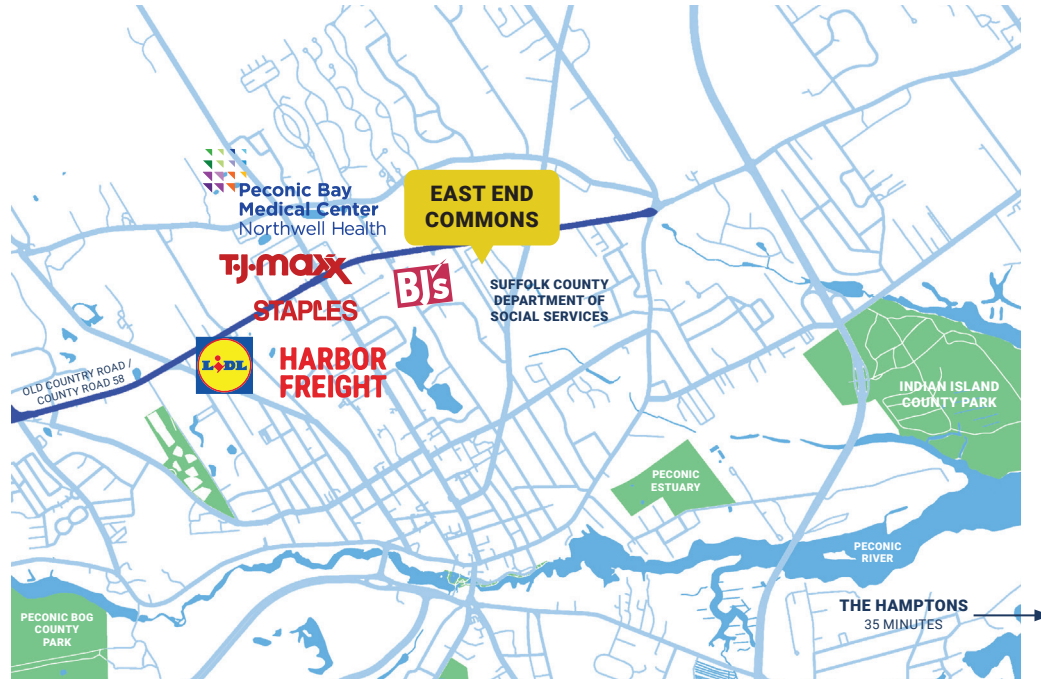 Peconic Bay
Medical Center
Northwell Health
EAST END
COMMONS
T·J·maxx
STAPLES
BJ's
SUFFOLK COUNTY
DEPARTMENT OF
SOCIAL SERVICES
LIDL
HARBOR
FREIGHT
OLD COUNTRY ROAD /
COUNTY ROAD 58
INDIAN ISLAND
COUNTY PARK
PECONIC
ESTUARY
PECONIC
RIVER
THE HAMPTONS
35 MINUTES
PECONIC BOG
COUNTY
PARK